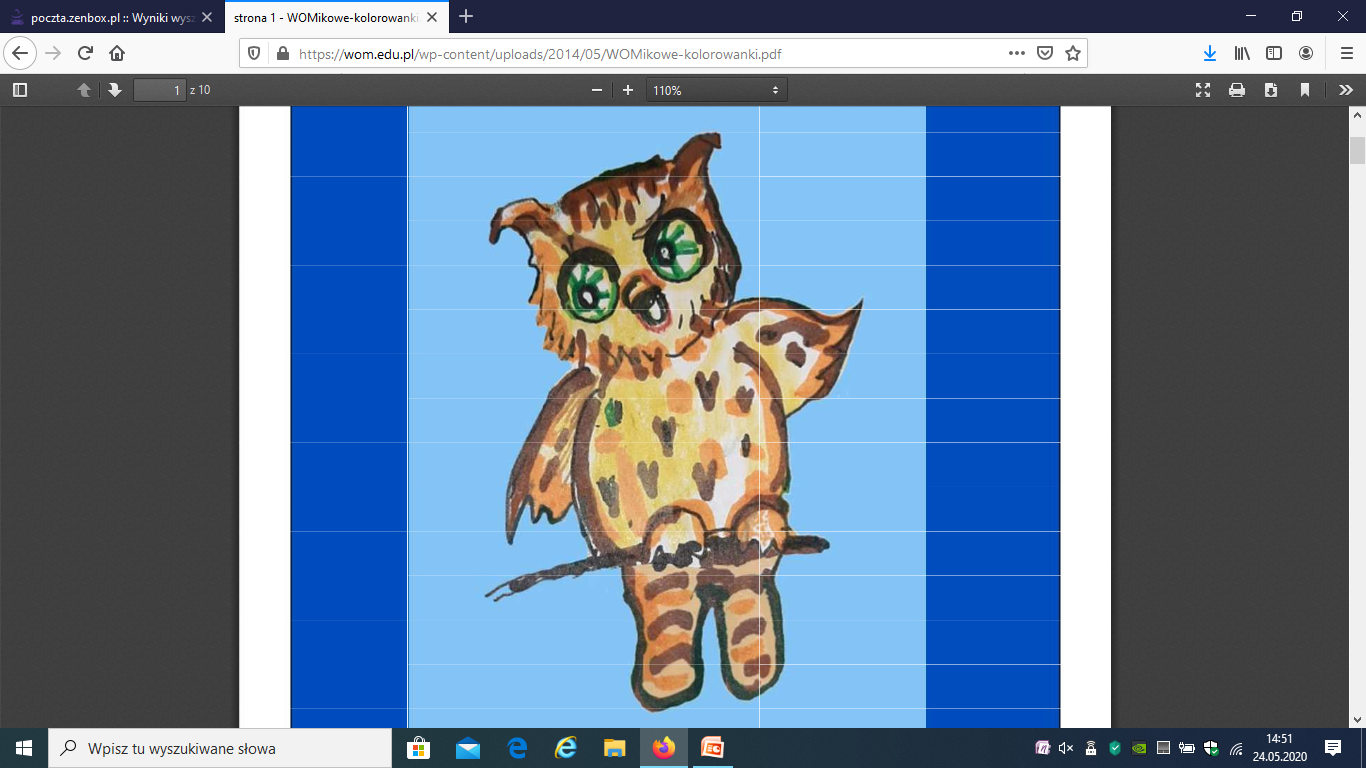 poczta.zenbox.pl :: Wyniki wysz
strona 1 - WOMikowe-kolorowanki.
https://wom.edu.pl/wp-content/uploads/2014/05/WOMikowe-kolorowanki.pdf
1 z 10
110%
Wpisz tu wyszukiwane słowa
14:51
24.05.2020